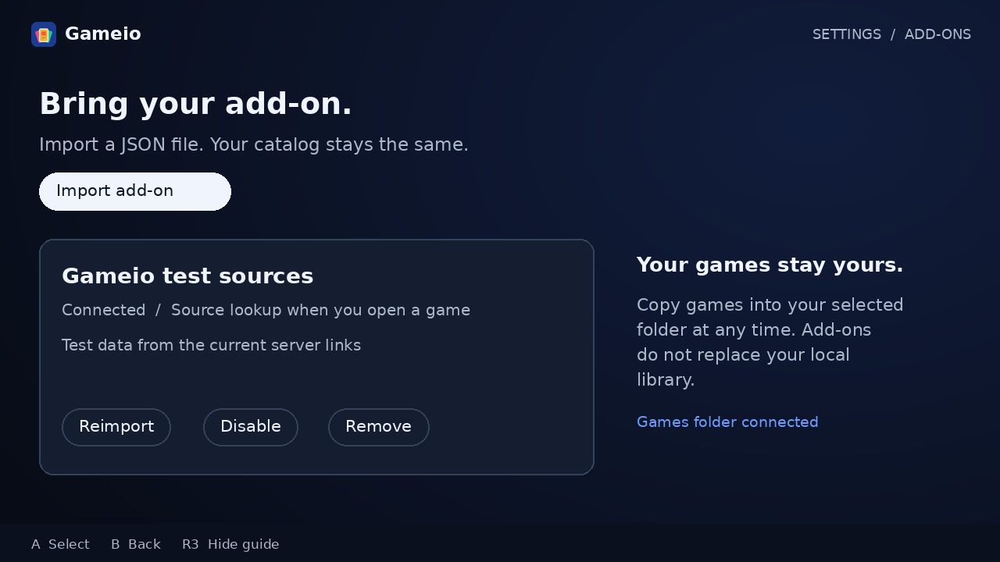 Gameio
SETTINGS / ADD-ONS
Bring your add-on.
Import a JSON file. Your catalog stays the same.
Import add-on
Gameio test sources
Connected / Source lookup when you open a game
Test data from the current server links
Reimport
Disable
Remove
Your games stay yours.
Copy games into your selected
folder at any time. Add-ons
do not replace your local
library.
Games folder connected
A Select B Back R3 Hide guide